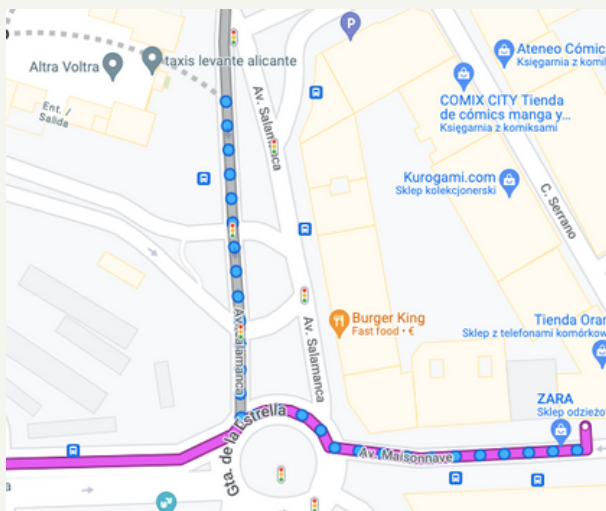 P
Ateneo Cómic
Księgarnia z komik
Altra Voltra
taxis levante alicante
COMIX CITY Tienda
de cómics manga y...
Księgarnia z komiksami
Ent. /
Salida
Av. Salamanca
Kurogami.com
Sklep kolekcjonerski
C. Serrano
Av. Salamanca
Av. Salamanca
Burger King
Fast food • €
Tienda Oran
Sklep z telefonami komórkow
ZARA
Sklep odzieżo
Gta. de la Estrella
Av. Maisonnave
a